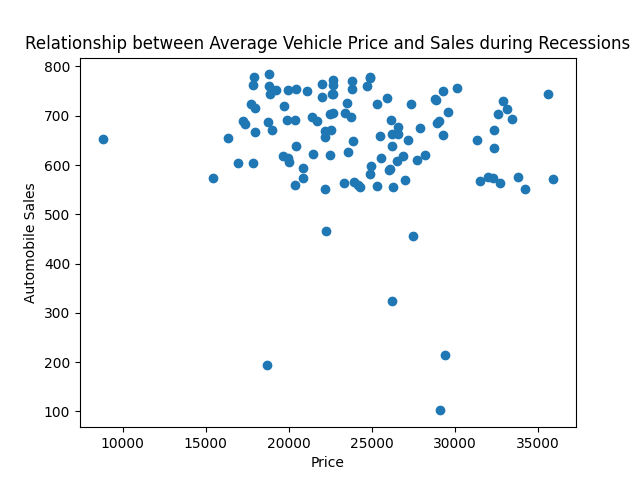 Relationship between Average Vehicle Price and Sales during Recessions
800
700
600
500
400
300
200
100
Automobile Sales
10000 15000 20000 25000 30000 35000
Price